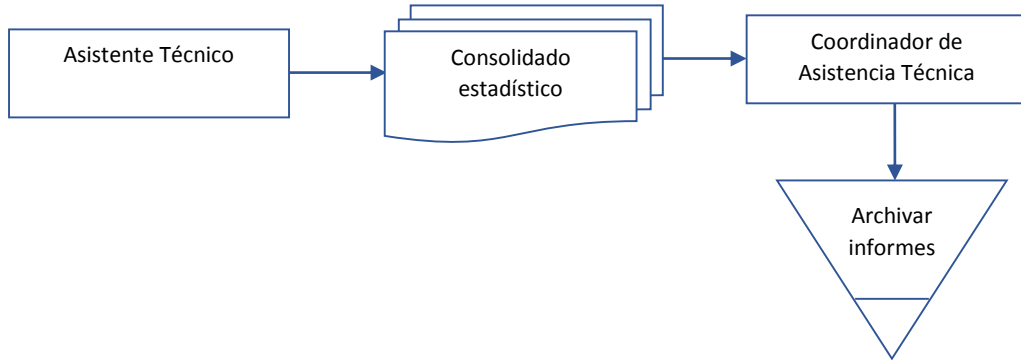 Asistente Técnico
Consolidado
estadístico
Coordinador de
Asistencia Técnica
Archivar
informes